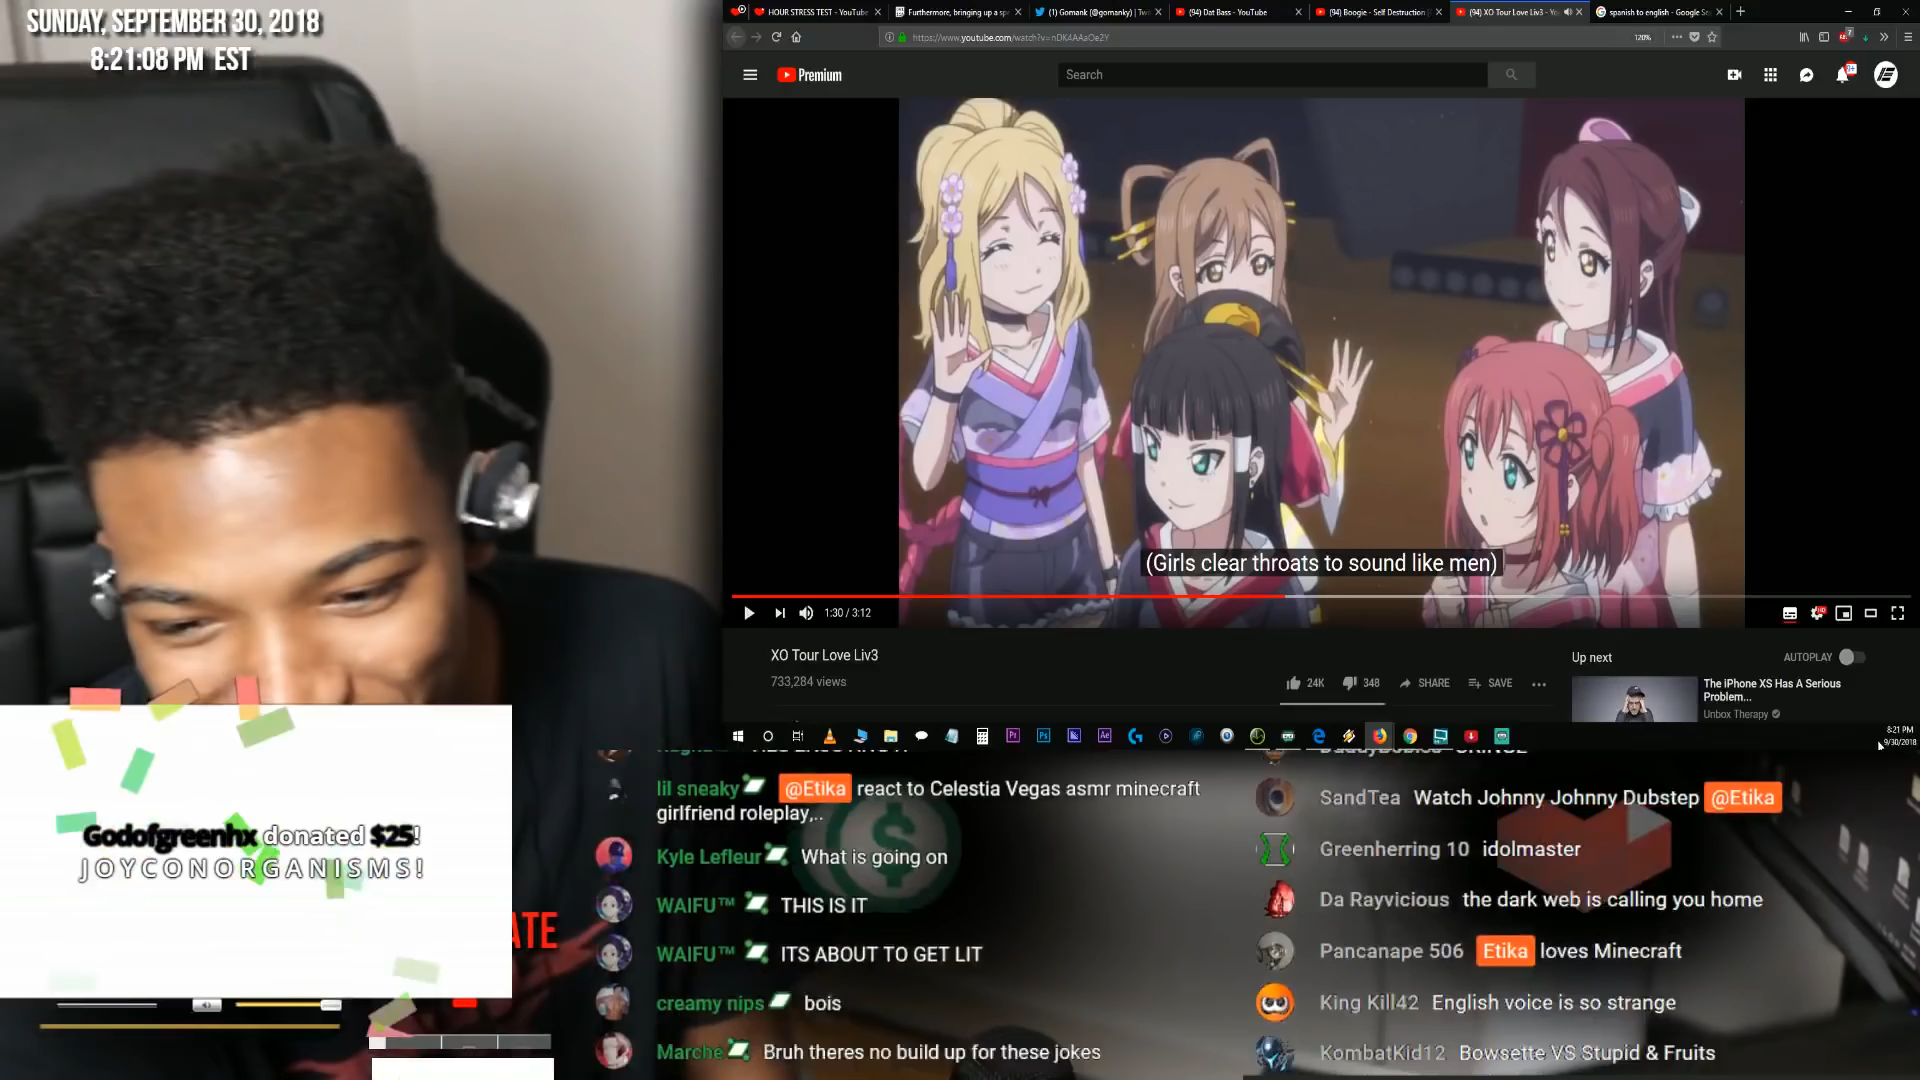 SUNDAY, SEPTEMBER 30, 2018
8:21:08 PM EST
HOUR STRESS TEST - YouTube
Furthermore, bringing up a sp
(1) Gomank (@gomanky) | Tw
(94) Dat Bass - YouTube
(94) Boogie - Self Destruction
(94) XO Tour Love Liv3 - Yo
spanish to english - Google Se
https://www.youtube.com/watch?v=nDK4AAaOe2Y
120%
Premium
Search
(Girls clear throats to sound like men)
1:30 / 3:12
XO Tour Love Liv3
733,284 views
24K
348
SHARE
SAVE
Up next
AUTOPLAY
The iPhone XS Has A Serious
Problem...
Unbox Therapy
8:21 PM
9/30/2018
Godofgreenhx donated $25!
JOYCONORGANISMS!
ATE
lil sneaky @Etika react to Celestia Vegas asmr minecraft
girlfriend roleplay,..
Kyle Lefleur What is going on
WAIFU™ THIS IS IT
WAIFU™ ITS ABOUT TO GET LIT
creamy nips bois
Marche Bruh theres no build up for these jokes
SandTea Watch Johnny Johnny Dubstep @Etika
Greenherring 10 idolmaster
Da Rayvicious the dark web is calling you home
Pancanape 506 Etika loves Minecraft
King Kill42 English voice is so strange
KombatKid12 Bowsette VS Stupid & Fruits